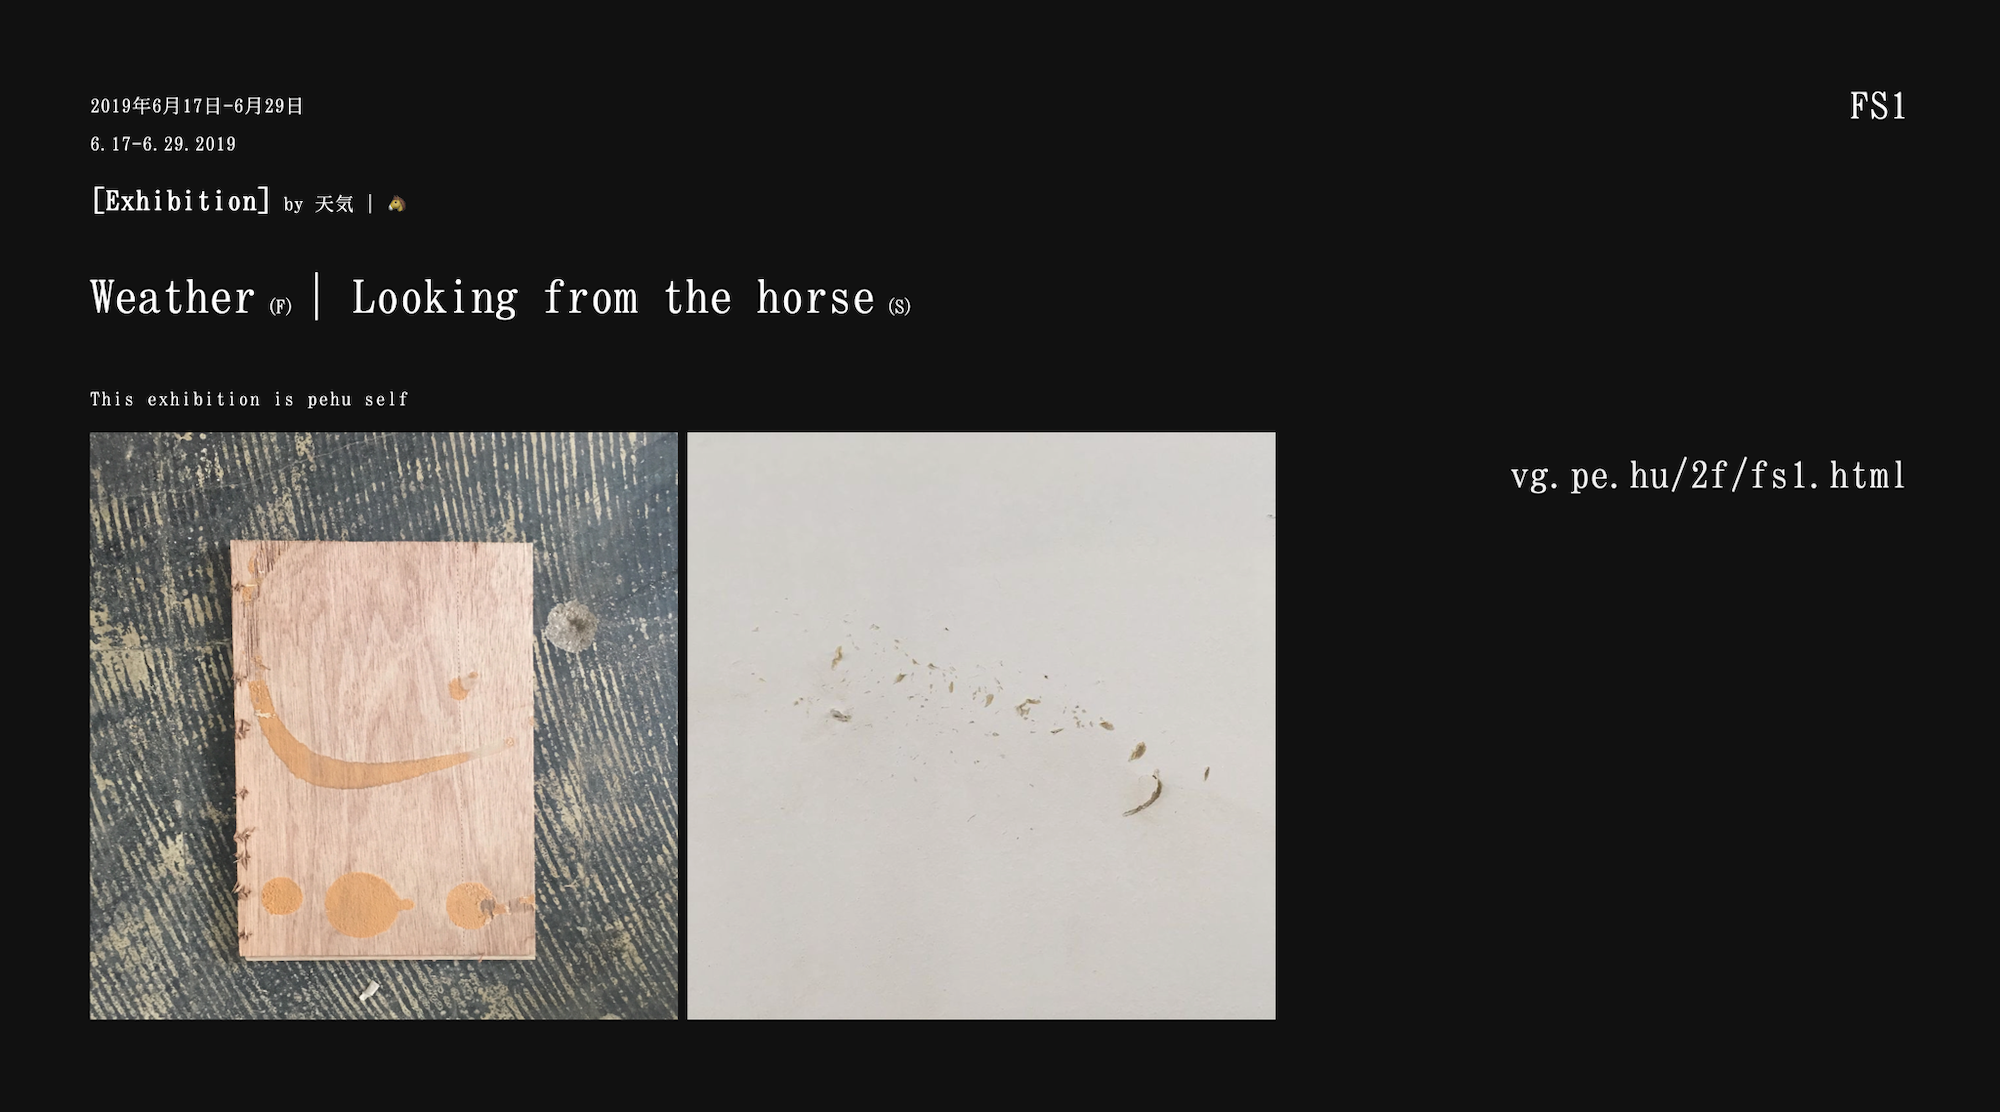 2019年6月17日-6月29日
FS1
6.17-6.29.2019
[Exhibition] by 天気 | 🐴
Weather (F) | Looking from the horse (S)
This exhibition is pehu self
vg.pe.hu/2f/fs1.html